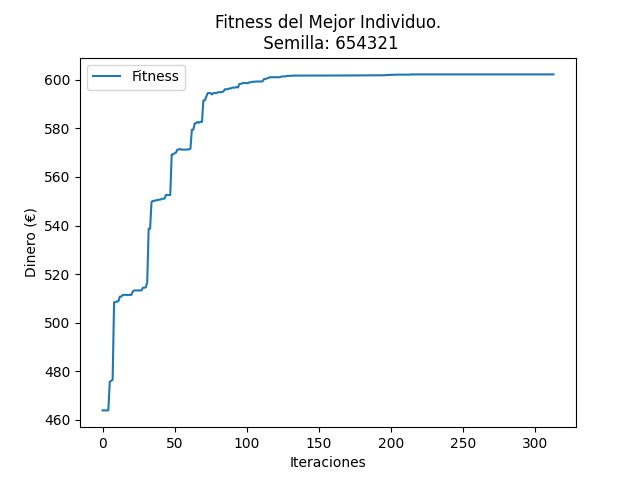 Fitness del Mejor Individuo.
Semilla: 654321
Fitness
600
580
560
540
520
500
480
460
Dinero (€)
0 50 100 150 200 250 300
Iteraciones